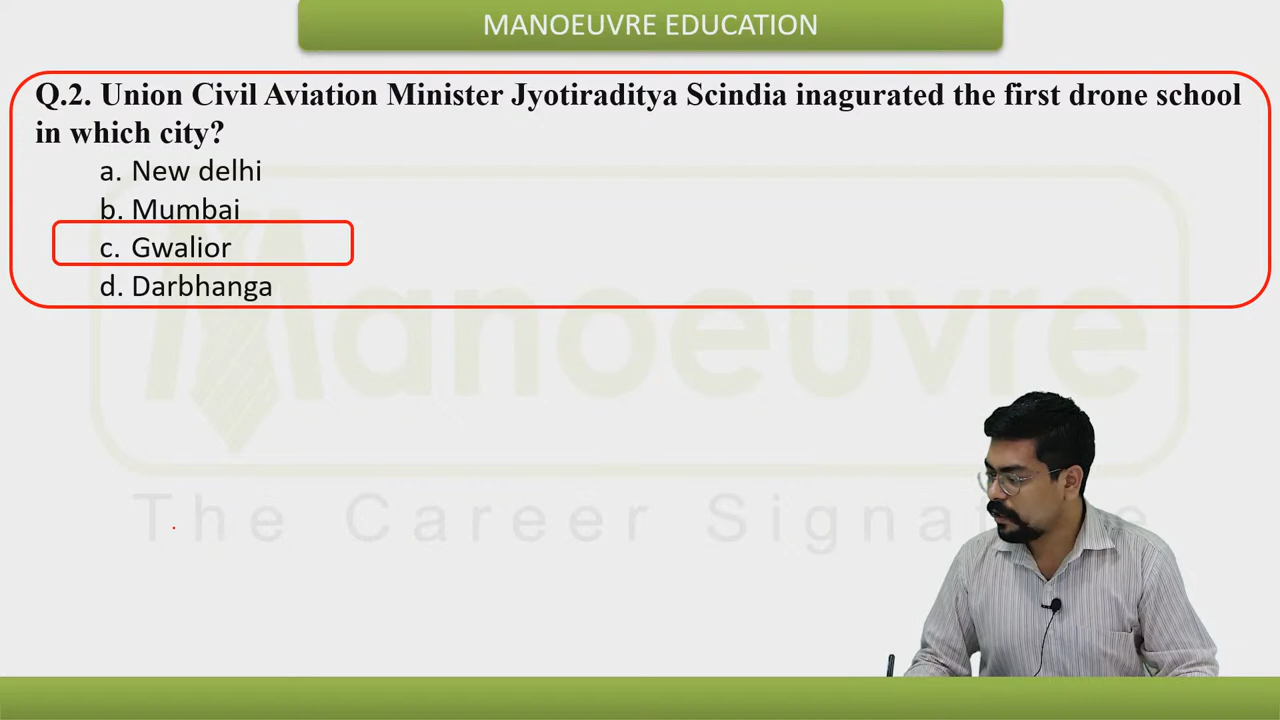 MANOEUVRE EDUCATION
Q.2. Union Civil Aviation Minister Jyotiraditya Scindia inagurated the first drone school
in which city?
a. New delhi
b. Mumbai
c. Gwalior
d. Darbhanga
Manoeuvre
The Career Signature